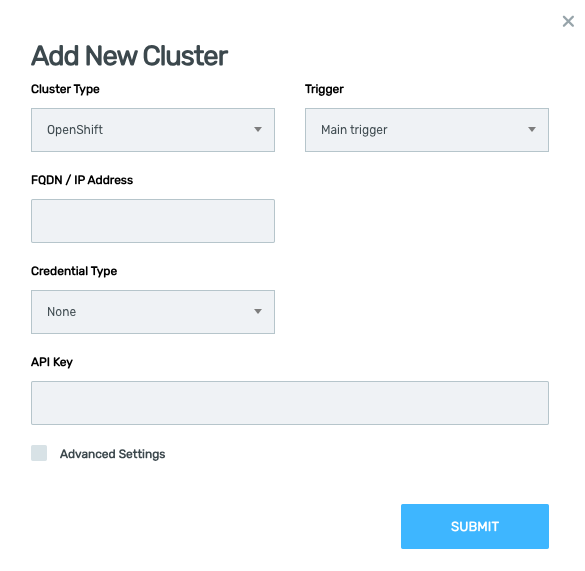 Add New Cluster
Cluster Type
Trigger
OpenShift
Main trigger
FQDN / IP Address
Credential Type
None
API Key
Advanced Settings
SUBMIT